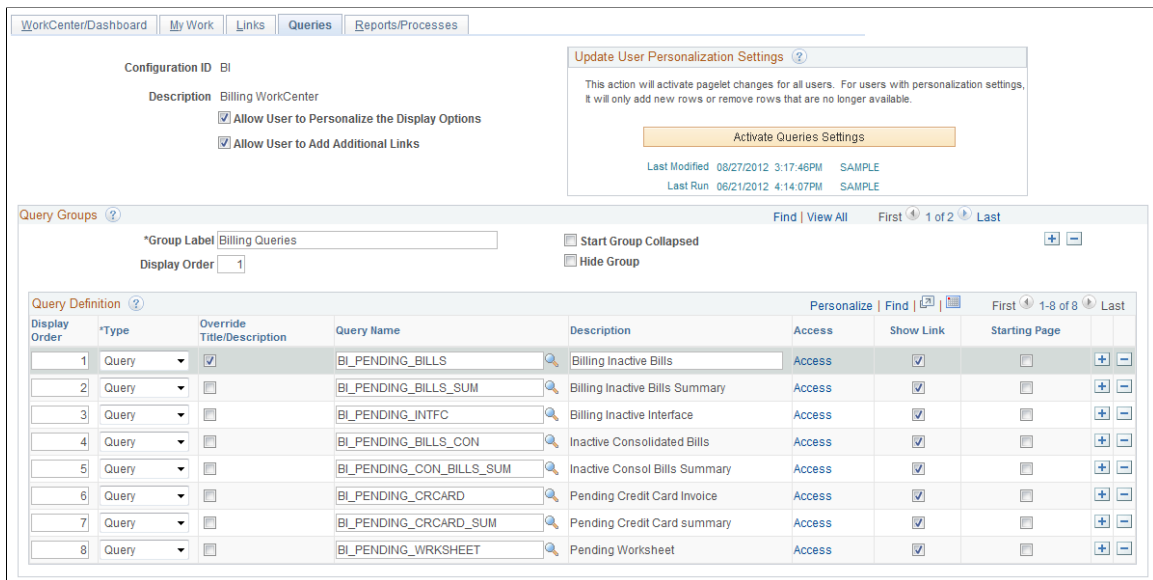 WorkCenter/Dashboard My Work Links Queries Reports/Processes
Configuration ID BI
Description Billing WorkCenter
Allow User to Personalize the Display Options
Allow User to Add Additional Links
Update User Personalization Settings ?
This action will activate pagelet changes for all users. For users with personalization settings,
It will only add new rows or remove rows that are no longer available.
Activate Queries Settings
Last Modified 08/27/2012 3:17:46PM SAMPLE
Last Run 06/21/2012 4:14:07PM SAMPLE
Query Groups ? Find | View All First 1 of 2 Last
*Group Label Billing Queries Start Group Collapsed + -
Display Order 1 Hide Group
Query Definition ? Personalize | Find | | First 1-8 of 8 Last
Display Order *Type Override Title/Description Query Name Description Access Show Link Starting Page
1 Query BI_PENDING_BILLS Billing Inactive Bills Access + -
2 Query BI_PENDING_BILLS_SUM Billing Inactive Bills Summary Access + -
3 Query BI_PENDING_INTFC Billing Inactive Interface Access + -
4 Query BI_PENDING_BILLS_CON Inactive Consolidated Bills Access + -
5 Query BI_PENDING_CON_BILLS_SUM Inactive Consol Bills Summary Access + -
6 Query BI_PENDING_CRCARD Pending Credit Card Invoice Access + -
7 Query BI_PENDING_CRCARD_SUM Pending Credit Card summary Access + -
8 Query BI_PENDING_WRKSHEET Pending Worksheet Access + -